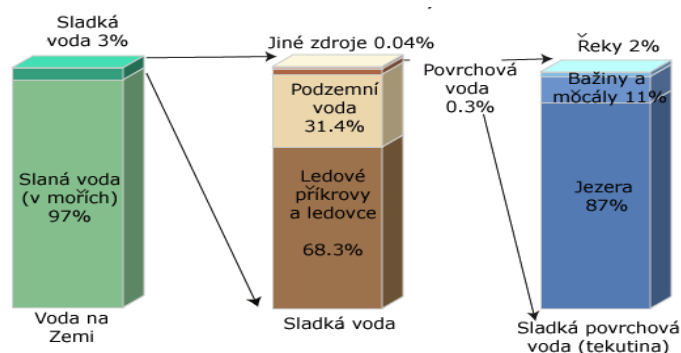 Sladká
voda 3%
Slaná voda
(v mořích)
97%
Voda na
Zemi
Jiné zdroje 0.04%
Podzemní
voda
31.4%
Ledové
příkrovy
a ledovce
68.3%
Sladká voda
Povrchová
voda
0.3%
Řeky 2%
Bažiny a
mǒcály 11%
Jezera
87%
Sladká povrchová
voda (tekutina)